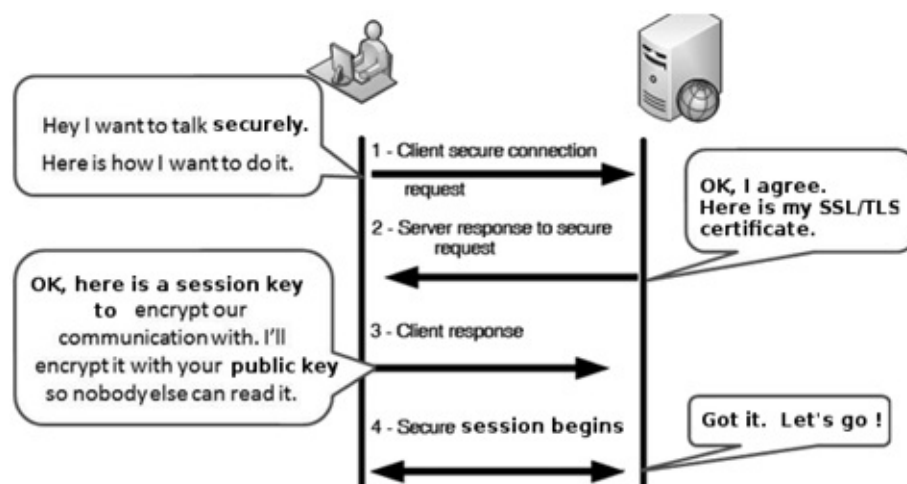 Hey I want to talk securely.
Here is how I want to do it.
1 - Client secure connection
request
OK, I agree.
Here is my SSL/TLS
certificate.
2 - Server response to secure
request
OK, here is a session key
to encrypt our
communication with. I'll
encrypt it with your public key
so nobody else can read it.
3 - Client response
4 - Secure session begins
Got it. Let's go !